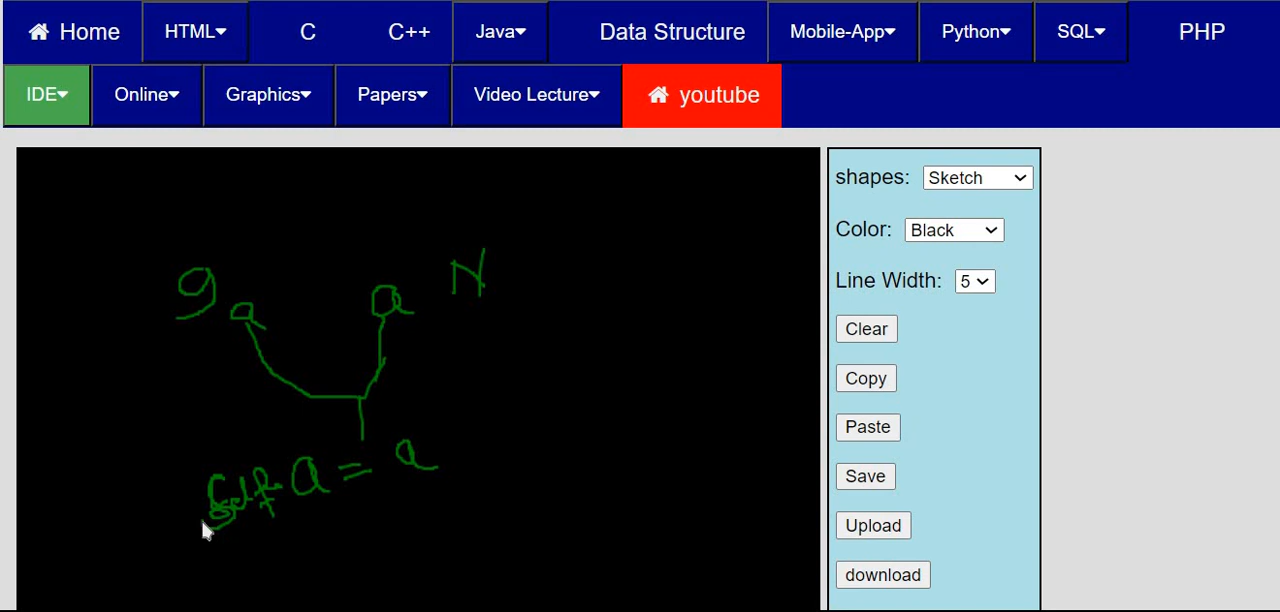 Home HTML C C++ Java Data Structure Mobile-App Python SQL PHP
IDE Online Graphics Papers Video Lecture youtube
shapes: Sketch
Color: Black
Line Width: 5
Clear
Copy
Paste
Save
Upload
download
9 a a N
self. a = a